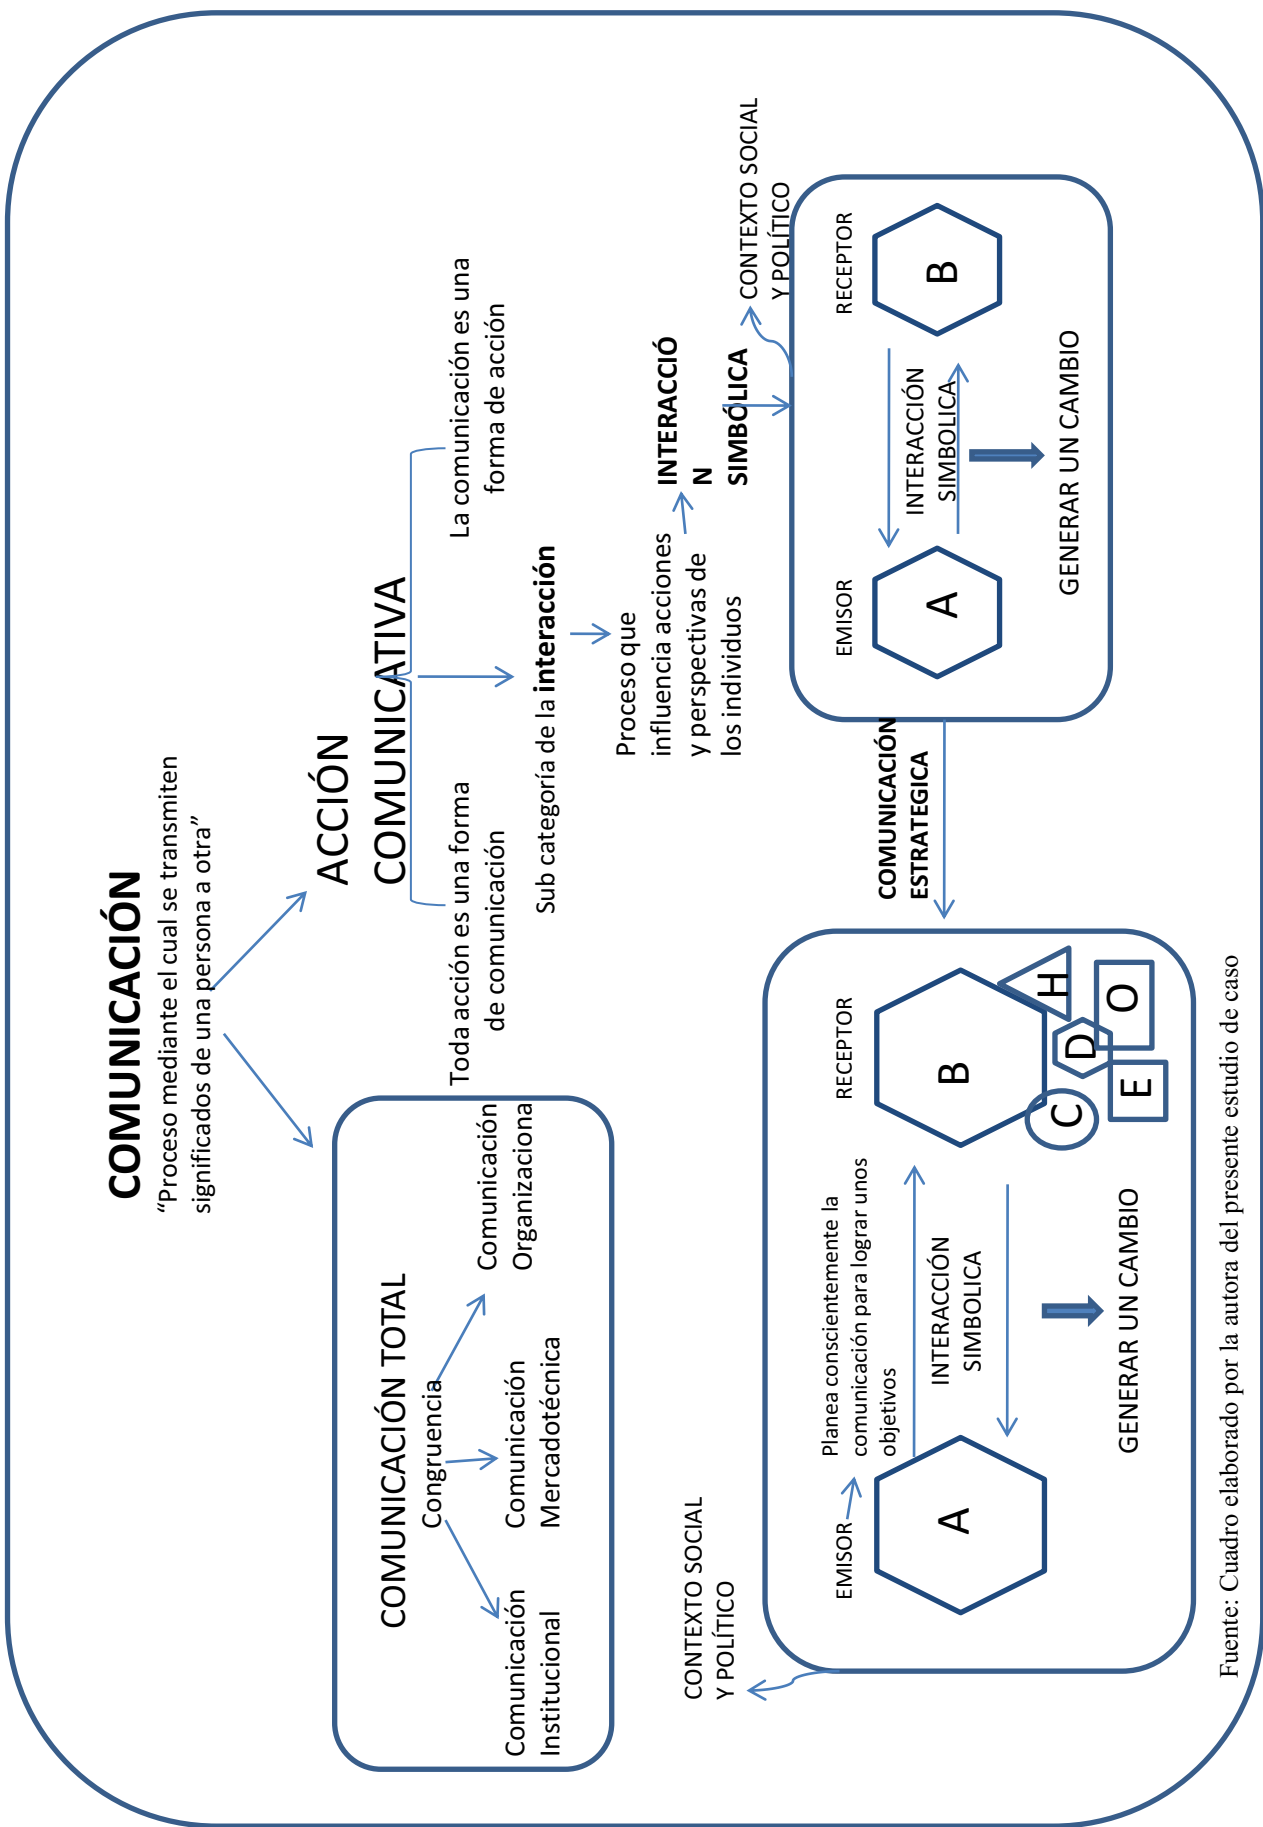 COMUNICACIÓN
“Proceso mediante el cual se transmiten
significados de una persona a otra”
COMUNICACIÓN TOTAL
Congruencia
Comunicación
Institucional
Comunicación
Mercadotécnica
Comunicación
Organizaciona
ACCIÓN
COMUNICATIVA
Toda acción es una forma
de comunicación
La comunicación es una
forma de acción
Sub categoría de la interacción
Proceso que
influencia acciones
y perspectivas de
los individuos
INTERACCIÓ
N
SIMBÓLICA
CONTEXTO SOCIAL
Y POLÍTICO
EMISOR
A
INTERACCIÓN
SIMBOLICA
RECEPTOR
B
GENERAR UN CAMBIO
COMUNICACIÓN
ESTRATEGICA
CONTEXTO SOCIAL
Y POLÍTICO
EMISOR
A
Planea conscientemente la
comunicación para lograr unos
objetivos
INTERACCIÓN
SIMBOLICA
RECEPTOR
B
H
C
D
O
E
GENERAR UN CAMBIO
Fuente: Cuadro elaborado por la autora del presente estudio de caso